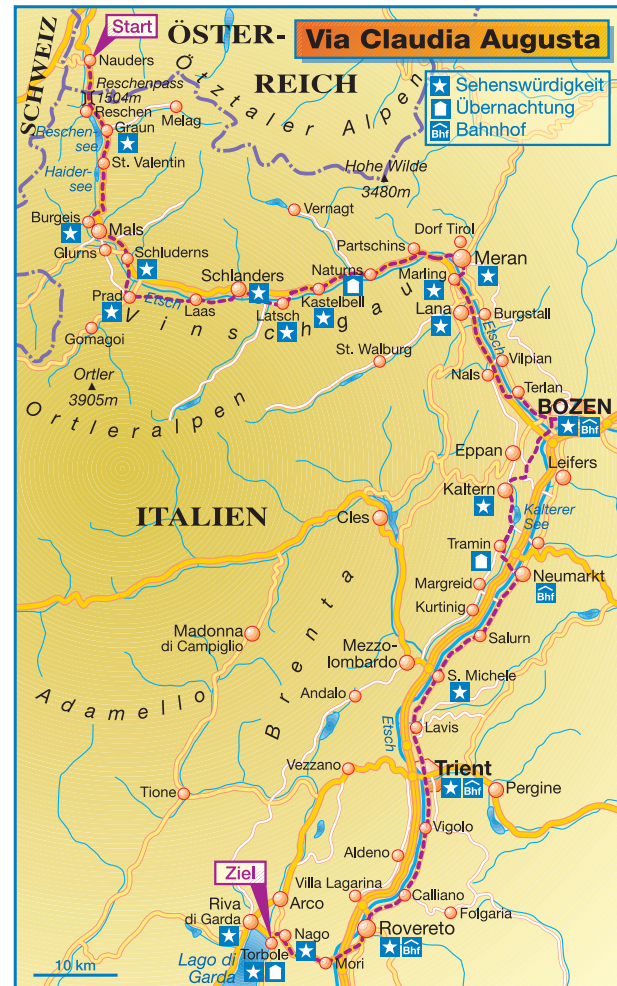 Via Claudia Augusta
Sehenswürdigkeit
Übernachtung
Bhf Bahnhof
Start
ÖSTER-
REICH
SCHWEIZ
Nauders
Reschenpass
1504m
Ötztaler Alpen
Reschen
Reschen-
see
Graun
Melag
St. Valentin
Haider-
see
Hohe Wilde
3480m
Burgeis
Mals
Glurns
Schluderns
Vernagt
Partschins
Dorf Tirol
Meran
Schlanders
Naturns
Marling
Prad
Etsch
Laas
Latsch
Kastelbell
Lana
Etsch
Burgstall
Vinschgau
Gomagoi
St. Walburg
Vilpian
Ortler
3905m
Nals
Terlan
Ortleralpen
BOZEN
Bhf
Eppan
Leifers
Kaltern
ITALIEN
Cles
Kalterer
See
Tramin
Margreid
Neumarkt
Bhf
Kurtinig
Madonna
di Campiglio
Salurn
Mezzo-
lombardo
S. Michele
Brenta
Adamello
Andalo
Etsch
Lavis
Vezzano
Trient
Bhf
Tione
Pergine
Vigolo
Aldeno
Ziel
Villa Lagarina
Riva
di Garda
Arco
Calliano
Folgaria
Nago
Rovereto
Bhf
Torbole
Lago di
Garda
Mori
10 km